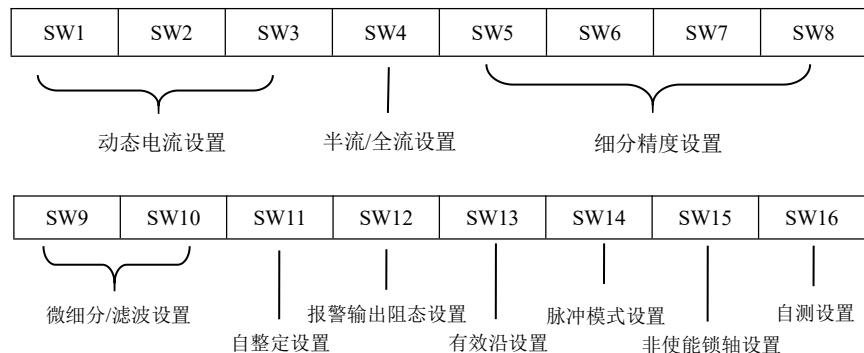 SW1 SW2 SW3 SW4 SW5 SW6 SW7 SW8
动态电流设置 半流/全流设置 细分精度设置
SW9 SW10 SW11 SW12 SW13 SW14 SW15 SW16
微细分/滤波设置 报警输出阻态设置 脉冲模式设置 自测设置
自整定设置 有效沿设置 非使能锁轴设置